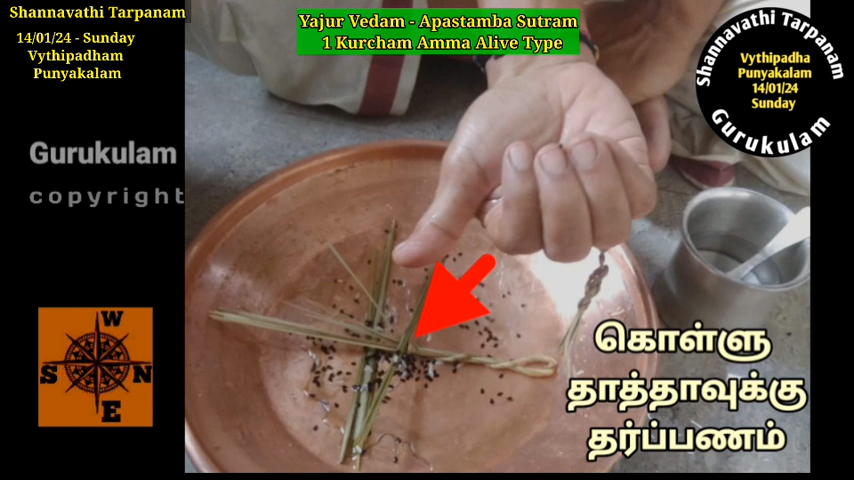 Shannavathi Tarpanam
14/01/24 - Sunday
Vythipadham
Punyakalam
Yajur Vedam - Apastamba Sutram
1 Kurcham Amma Alive Type
Shannavathi Tarpanam
Vythipadha
Punyakalam
14/01/24
Sunday
Gurukulam
Gurukulam
copyright
W
S N
E
கொள்ளு
தாத்தாவுக்கு
தர்ப்பணம்